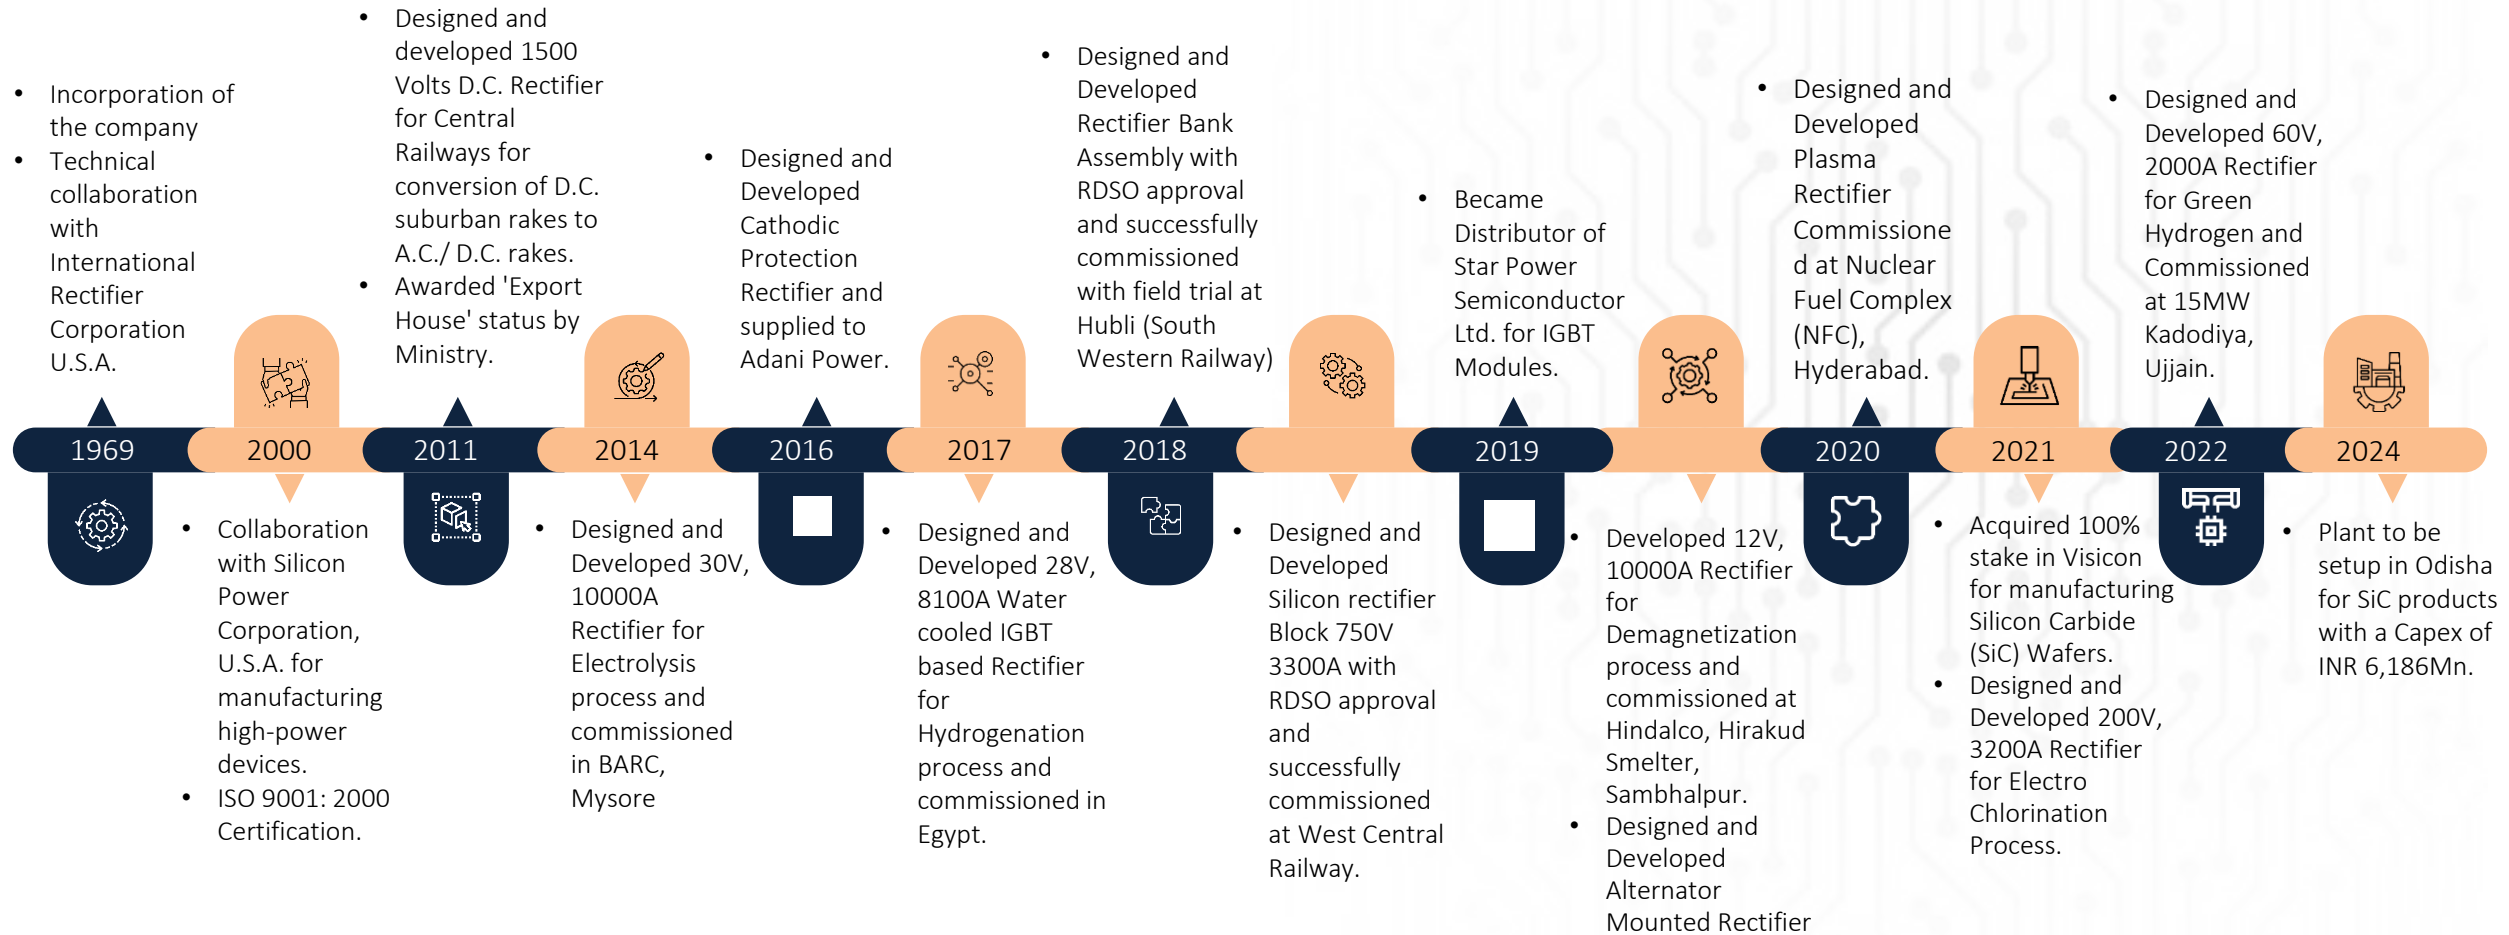 • Incorporation of
the company
• Technical
collaboration
with
International
Rectifier
Corporation
U.S.A.
• Designed and
developed 1500
Volts D.C. Rectifier
for Central
Railways for
conversion of D.C.
suburban rakes to
A.C./ D.C. rakes.
• Awarded 'Export
House' status by
Ministry.
• Designed and
Developed
Cathodic
Protection
Rectifier and
supplied to
Adani Power.
• Designed and
Developed
Rectifier Bank
Assembly with
RDSO approval
and successfully
commissioned
with field trial at
Hubli (South
Western Railway)
• Became
Distributor of
Star Power
Semiconductor
Ltd. for IGBT
Modules.
• Designed and
Developed
Plasma
Rectifier
Commissione
d at Nuclear
Fuel Complex
(NFC),
Hyderabad.
• Designed and
Developed 60V,
2000A Rectifier
for Green
Hydrogen and
Commissioned
at 15MW
Kadodiya,
Ujjain.
1969 2000 2011 2014 2016 2017 2018 2019 2020 2021 2022 2024
• Collaboration
with Silicon
Power
Corporation,
U.S.A. for
manufacturing
high-power
devices.
• ISO 9001: 2000
Certification.
• Designed and
Developed 30V,
10000A
Rectifier for
Electrolysis
process and
commissioned
in BARC,
Mysore
• Designed and
Developed 28V,
8100A Water
cooled IGBT
based Rectifier
for
Hydrogenation
process and
commissioned in
Egypt.
• Designed and
Developed
Silicon rectifier
Block 750V
3300A with
RDSO approval
and
successfully
commissioned
at West Central
Railway.
• Developed 12V,
10000A Rectifier
for
Demagnetization
process and
commissioned at
Hindalco, Hirakud
Smelter,
Sambhalpur.
• Designed and
Developed
Alternator
Mounted Rectifier
• Acquired 100%
stake in Visicon
for manufacturing
Silicon Carbide
(SiC) Wafers.
• Designed and
Developed 200V,
3200A Rectifier
for Electro
Chlorination
Process.
• Plant to be
setup in Odisha
for SiC products
with a Capex of
INR 6,186Mn.